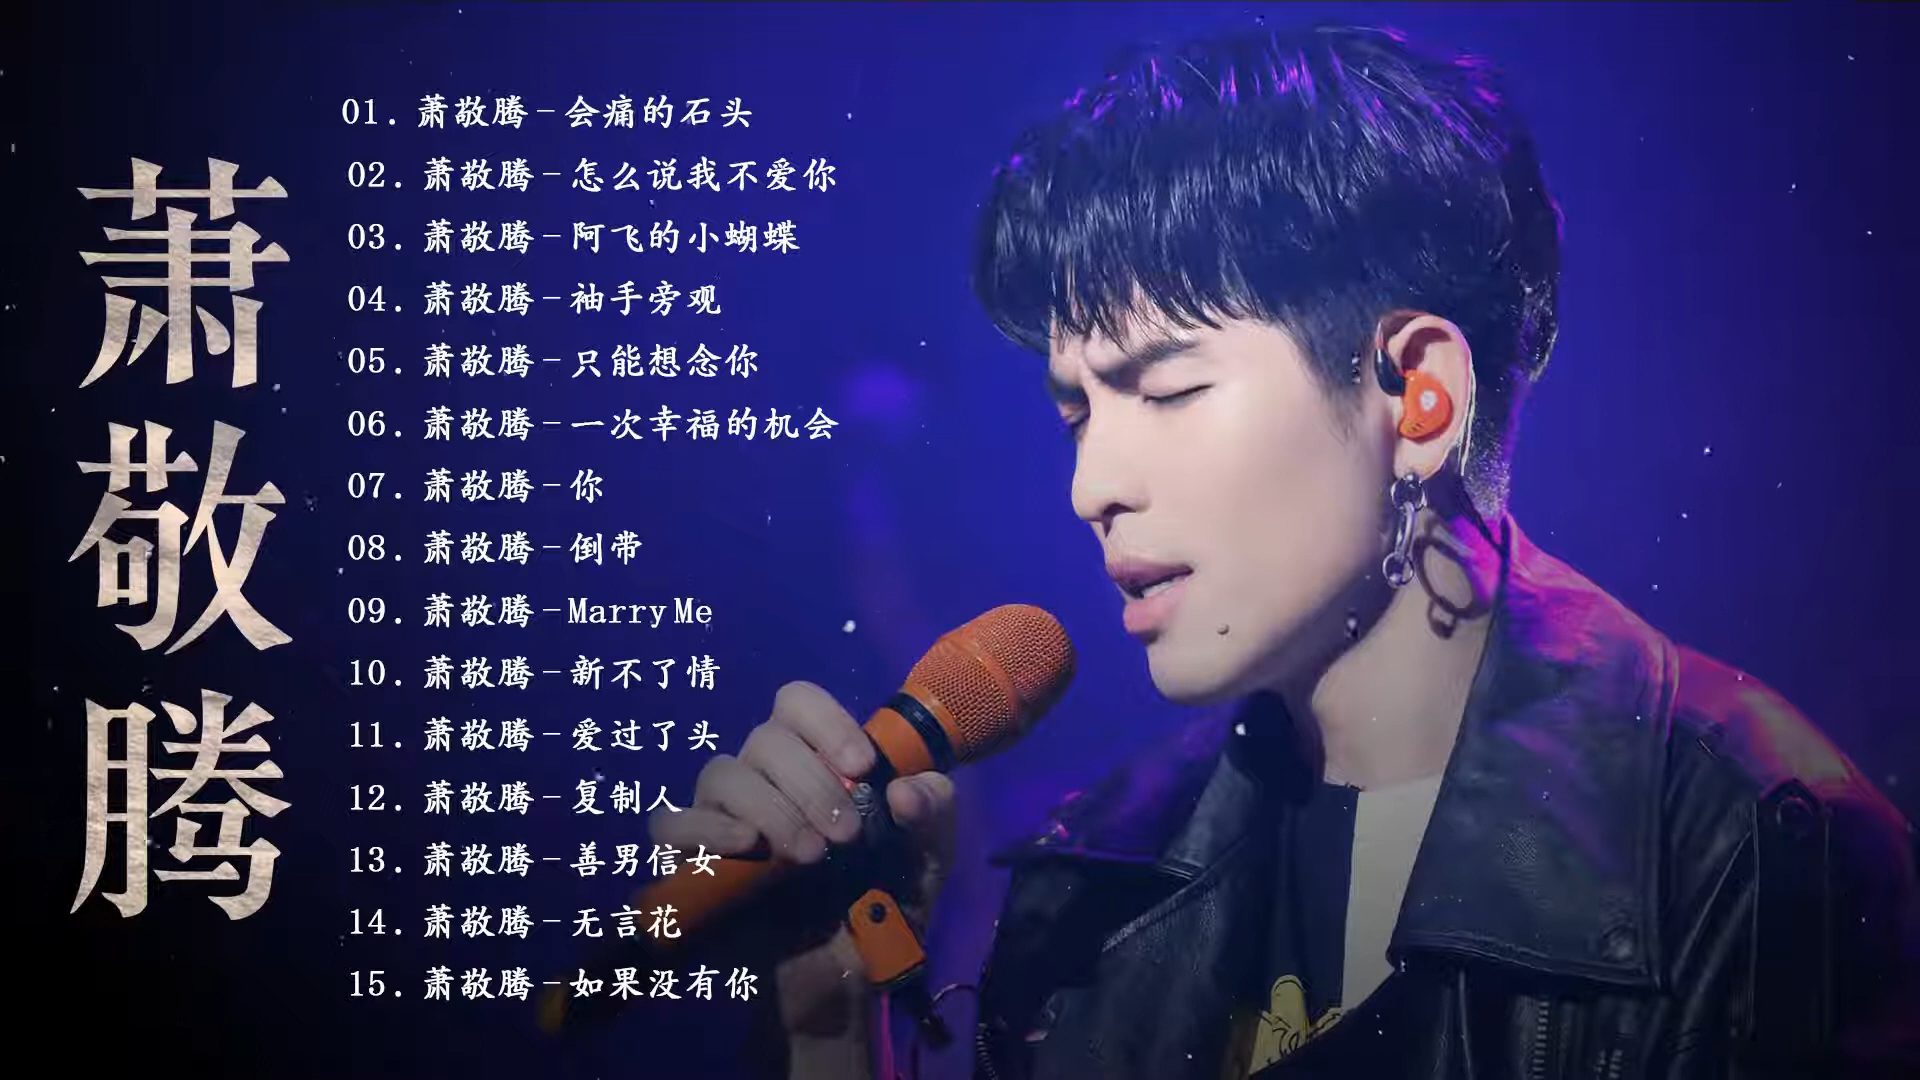 萧敬腾
01. 萧敬腾 – 会痛的石头
02. 萧敬腾 – 怎么说我不爱你
03. 萧敬腾 – 阿飞的小蝴蝶
04. 萧敬腾 – 袖手旁观
05. 萧敬腾 – 只能想念你
06. 萧敬腾 – 一次幸福的机会
07. 萧敬腾 – 你
08. 萧敬腾 – 倒带
09. 萧敬腾 – Marry Me
10. 萧敬腾 – 新不了情
11. 萧敬腾 – 爱过了头
12. 萧敬腾 – 复制人
13. 萧敬腾 – 善男信女
14. 萧敬腾 – 无言花
15. 萧敬腾 – 如果没有你